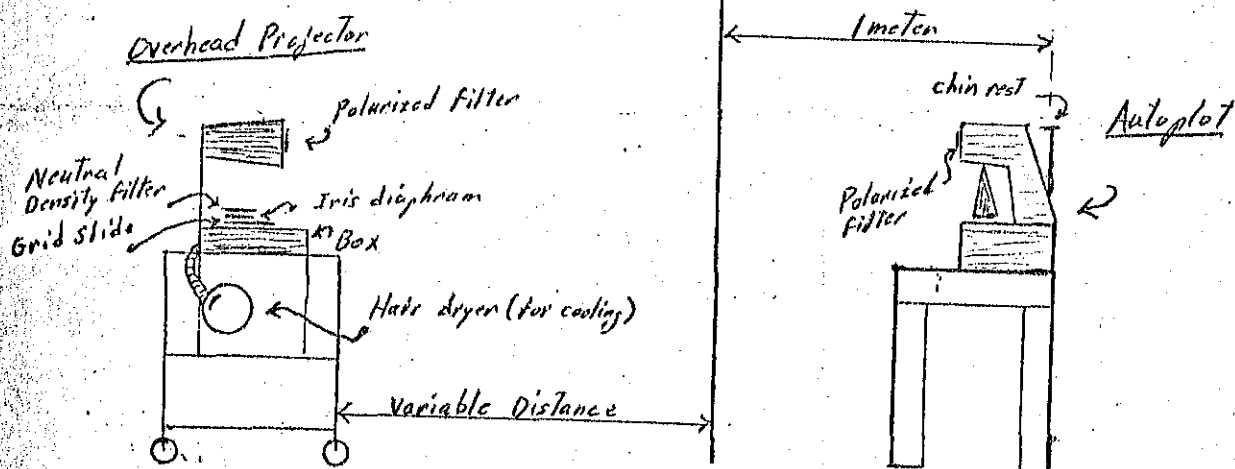 Overhead Projector
1 meter
chin rest
Autoplot
Polarized filter
Neutral
Density filter
Iris diaphram
Grid Slide
Box
Polarized
filter
Hair dryer (for cooling)
Variable Distance